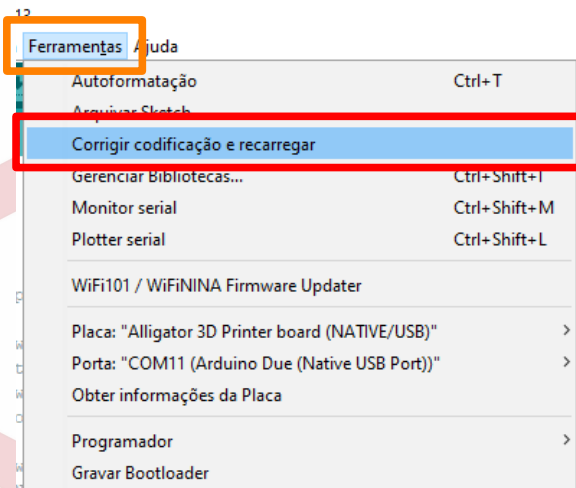 13
Ferramentas Ajuda
Autoformatação Ctrl+T
Arquivar Sketch
Corrigir codificação e recarregar
Gerenciar Bibliotecas... Ctrl+Shift+I
Monitor serial Ctrl+Shift+M
Plotter serial Ctrl+Shift+L
WiFi101 / WiFiNINA Firmware Updater
Placa: "Alligator 3D Printer board (NATIVE/USB)"
Porta: "COM11 (Arduino Due (Native USB Port))"
Obter informações da Placa
Programador
Gravar Bootloader